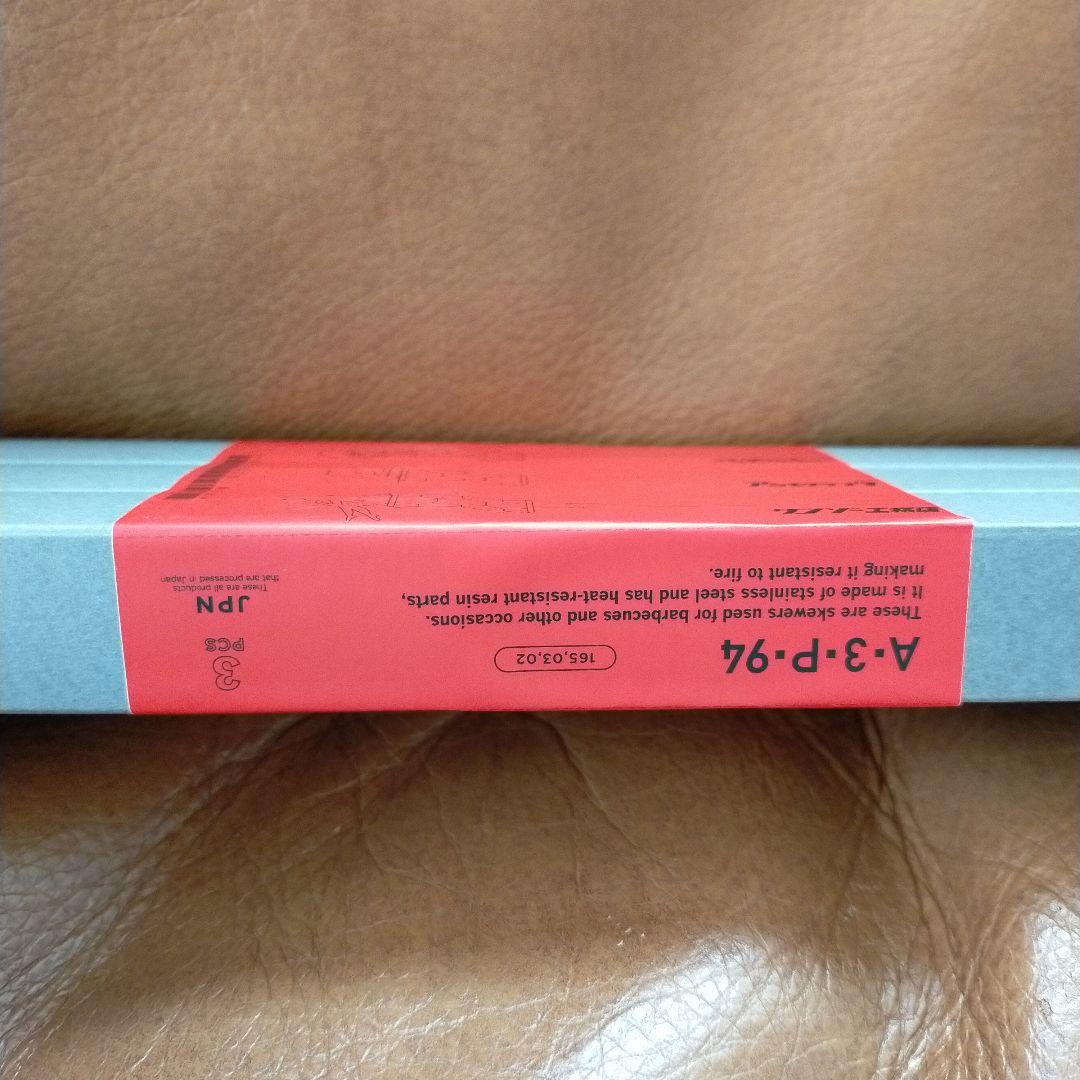 A・3・P・94
165,03,02
3
PCS
These are skewers used for barbecues and other occasions.
It is made of stainless steel and has heat-resistant resin parts,
making it resistant to fire.
JPN
These are all products
that are processed in Japan